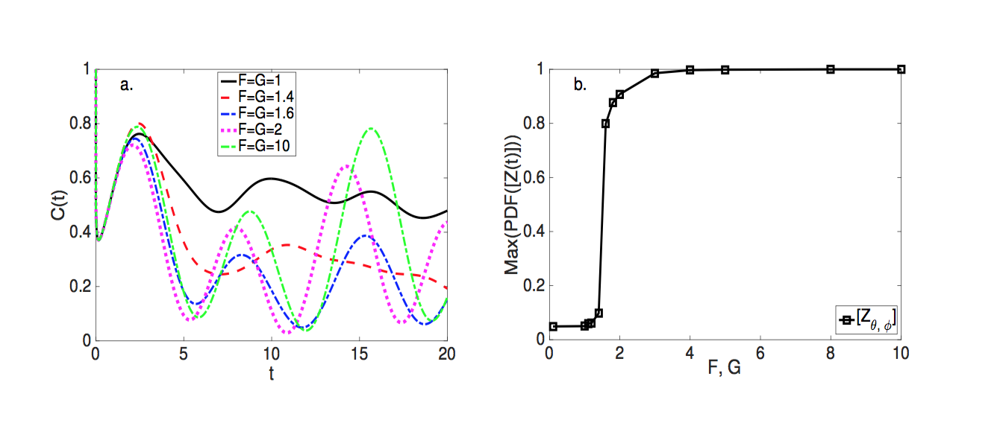 a.
F=G=1
F=G=1.4
F=G=1.6
F=G=2
F=G=10
C(t)
1
0.8
0.6
0.4
0.2
0
0 5 10 15 20
t
b.
Max(PDF([Z(t)]))
1
0.8
0.6
0.4
0.2
0
[Zθ, φ]
0 2 4 6 8 10
F, G